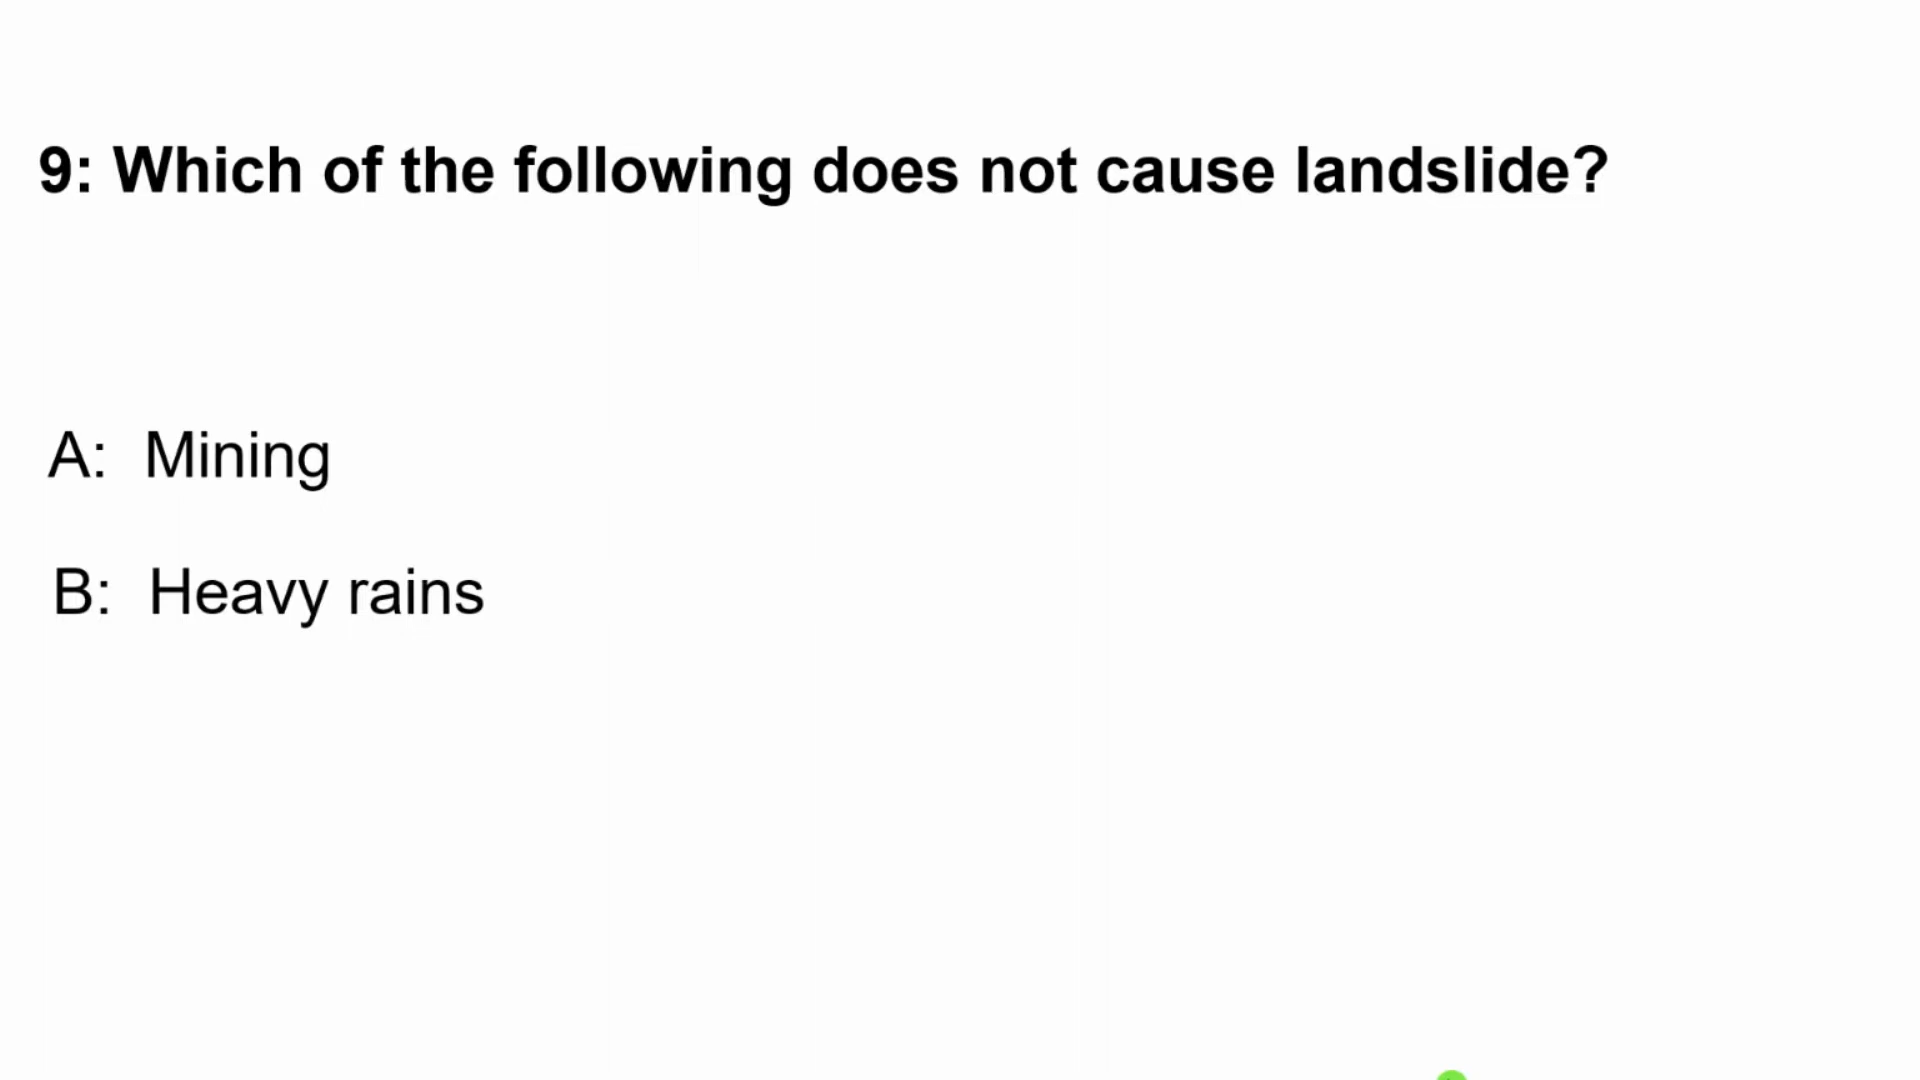 9: Which of the following does not cause landslide?
A: Mining
B: Heavy rains